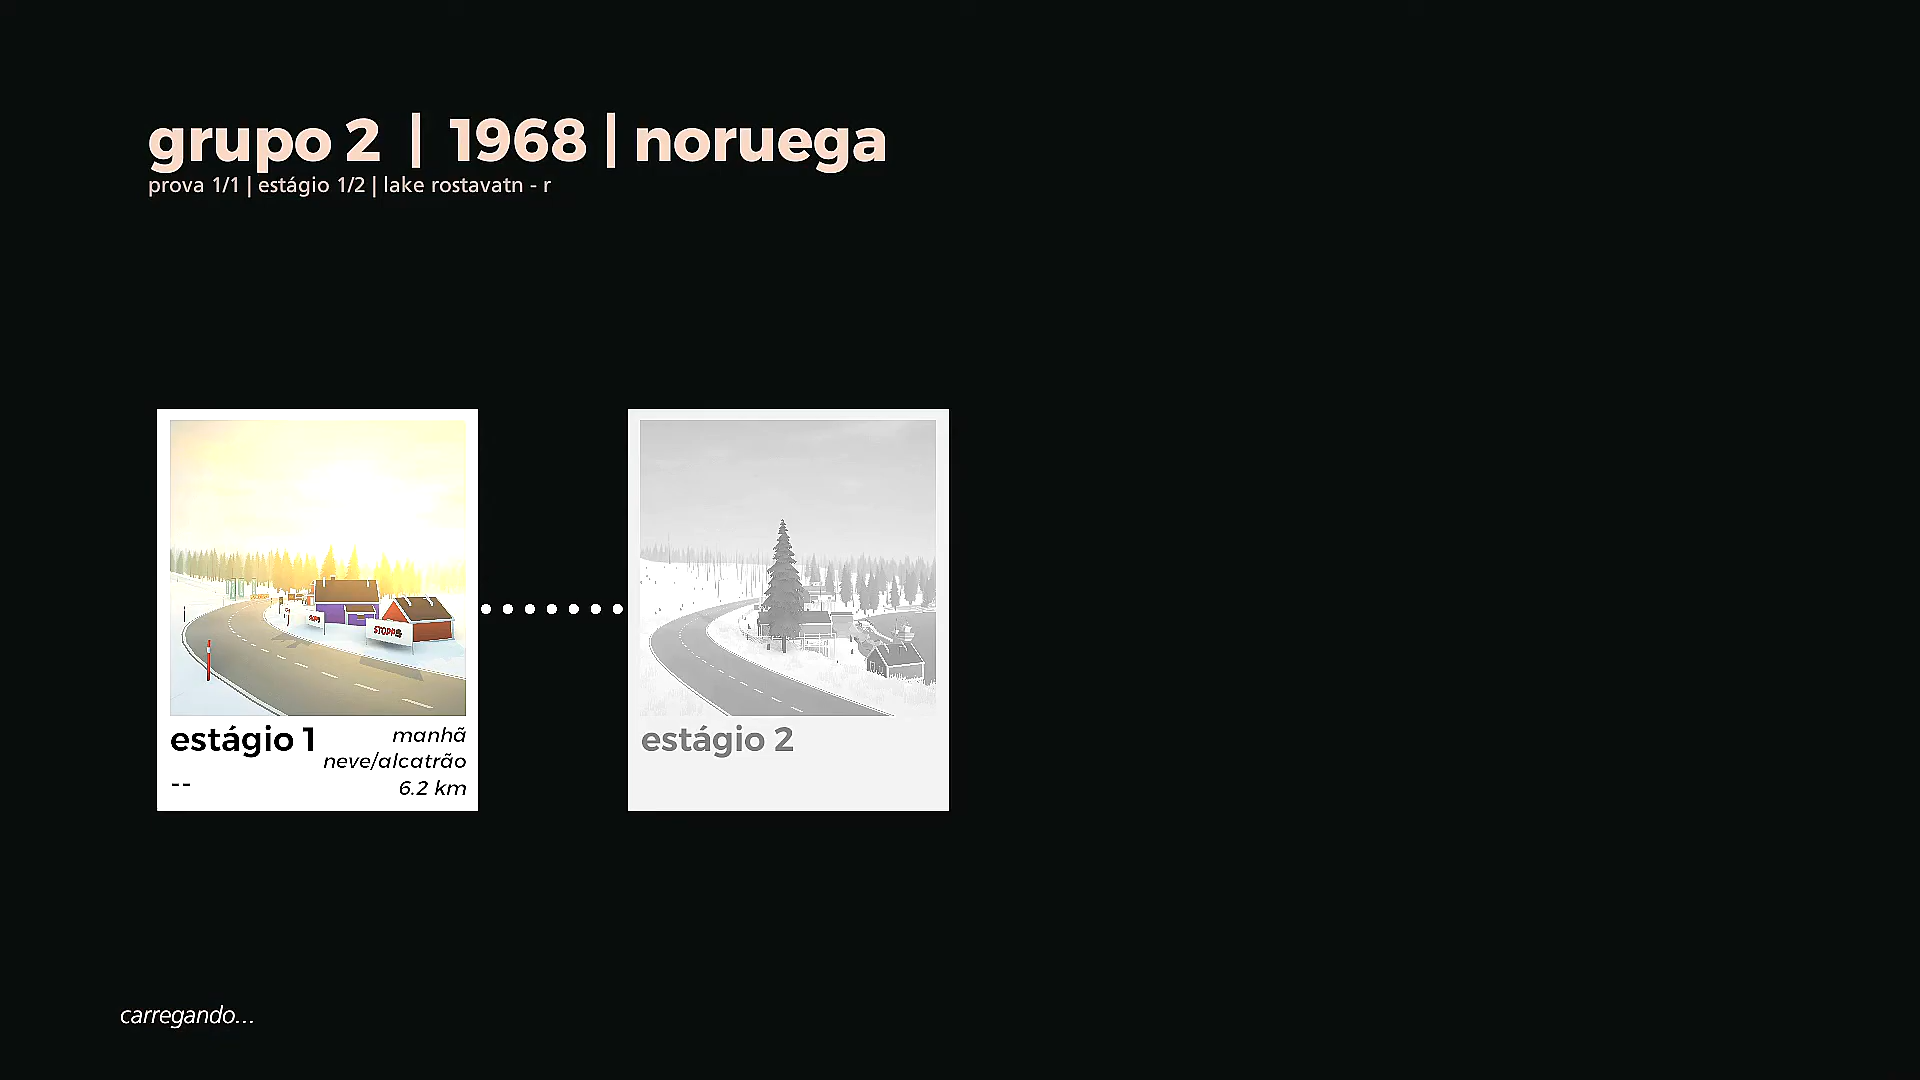 grupo 2 | 1968 | noruega
prova 1/1 | estágio 1/2 | lake rostavatn - r
STOPP
estágio 1
manhã
neve/alcatrão
--
6.2 km
estágio 2
carregando...